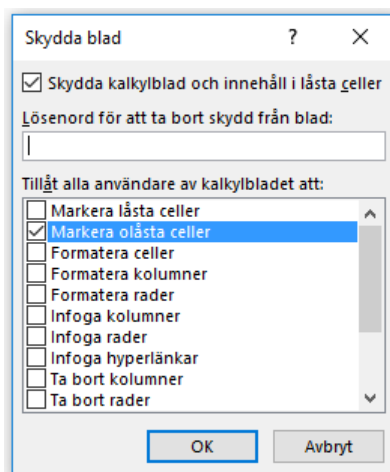 Skydda blad
Skydda kalkylblad och innehåll i låsta celler
Lösenord för att ta bort skydd från blad:
Tillåt alla användare av kalkylbladet att:
Markera låsta celler
Markera olåsta celler
Formatera celler
Formatera kolumner
Formatera rader
Infoga kolumner
Infoga rader
Infoga hyperlänkar
Ta bort kolumner
Ta bort rader
OK Avbryt